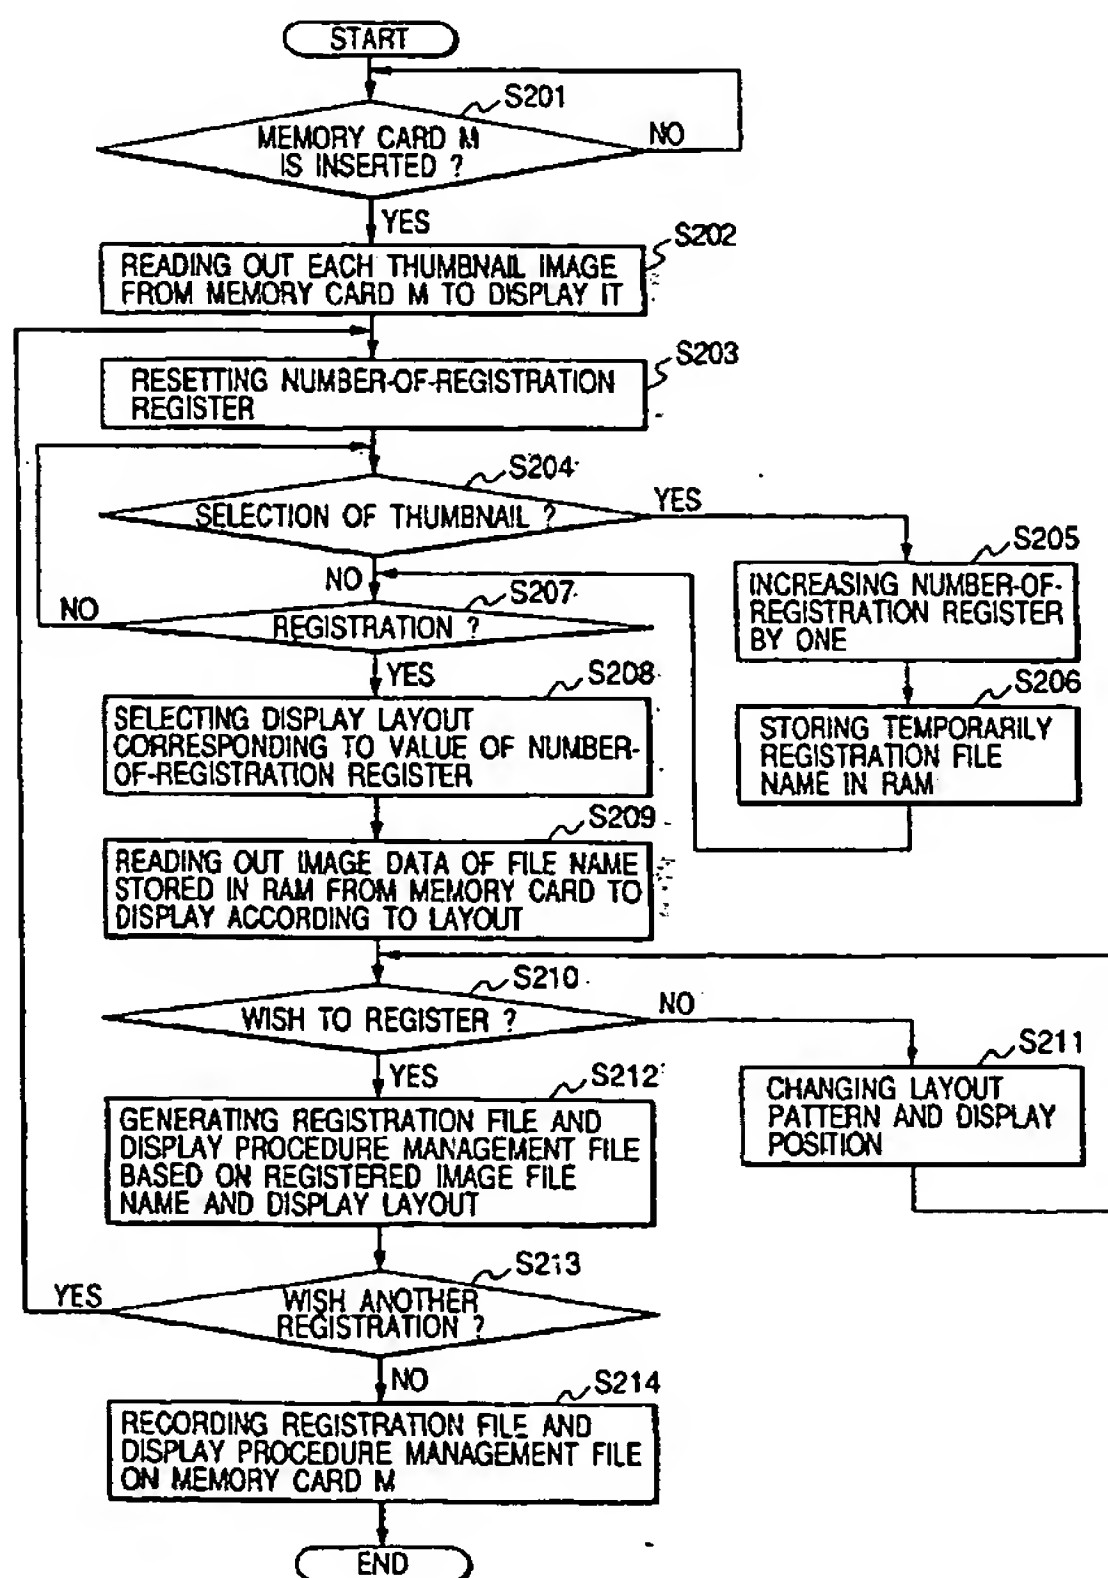 START
S201
MEMORY CARD M
IS INSERTED ?
NO
YES
S202
READING OUT EACH THUMBNAIL IMAGE
FROM MEMORY CARD M TO DISPLAY IT
S203
RESETTING NUMBER-OF-REGISTRATION
REGISTER
S204
SELECTION OF THUMBNAIL ?
YES
NO
S205
INCREASING NUMBER-OF-
REGISTRATION REGISTER
BY ONE
S206
STORING TEMPORARILY
REGISTRATION FILE
NAME IN RAM
S207
REGISTRATION ?
NO
YES
S208
SELECTING DISPLAY LAYOUT
CORRESPONDING TO VALUE OF NUMBER-
OF-REGISTRATION REGISTER
S209
READING OUT IMAGE DATA OF FILE NAME
STORED IN RAM FROM MEMORY CARD TO
DISPLAY ACCORDING TO LAYOUT
S210
WISH TO REGISTER ?
NO
YES
S211
CHANGING LAYOUT
PATTERN AND DISPLAY
POSITION
S212
GENERATING REGISTRATION FILE AND
DISPLAY PROCEDURE MANAGEMENT FILE
BASED ON REGISTERED IMAGE FILE
NAME AND DISPLAY LAYOUT
S213
WISH ANOTHER
REGISTRATION ?
YES
NO
S214
RECORDING REGISTRATION FILE AND
DISPLAY PROCEDURE MANAGEMENT FILE
ON MEMORY CARD M
END